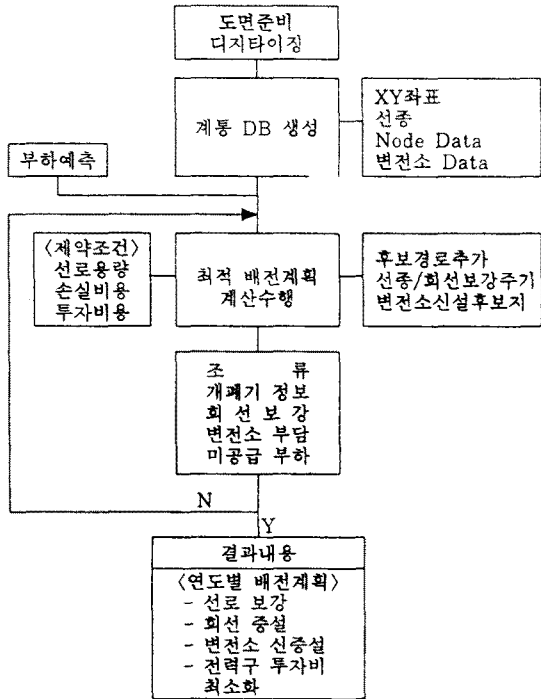 도면준비
디지타이징
계통 DB 생성
XY좌표
선종
Node Data
변전소 Data
부하예측
〈제약조건〉
선로용량
손실비용
투자비용
최적 배전계획
계산수행
후보경로추가
선종/회선보강주기
변전소신설후보지
조 류
개폐기 정보
회 선 보 강
변전소 부담
미공급 부하
N
Y
결과내용
〈연도별 배전계획〉
- 선로 보강
- 회선 증설
- 변전소 신증설
- 전력구 투자비
최소화